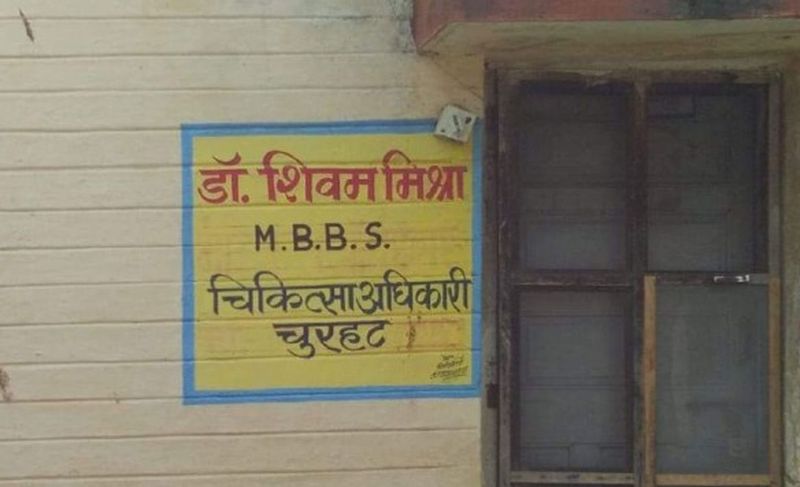 डॉ. शिवम मिश्रा
M.B.B.S.
चिकित्सा अधिकारी
चुरहट